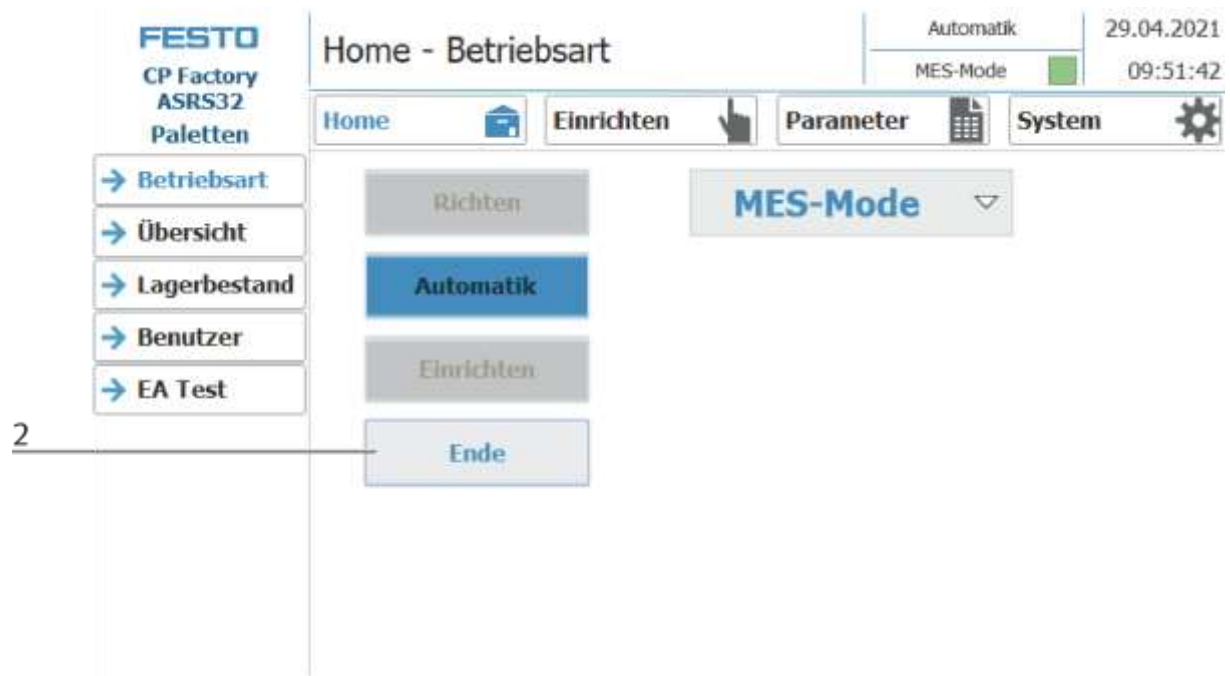 FESTO
CP Factory
ASRS32
Paletten
Home - Betriebsart
Automatik
MES-Mode
29.04.2021
09:51:42
Home
Einrichten
Parameter
System
Betriebsart
Übersicht
Lagerbestand
Benutzer
EA Test
Richten
MES-Mode
Automatik
Einrichten
Ende
2